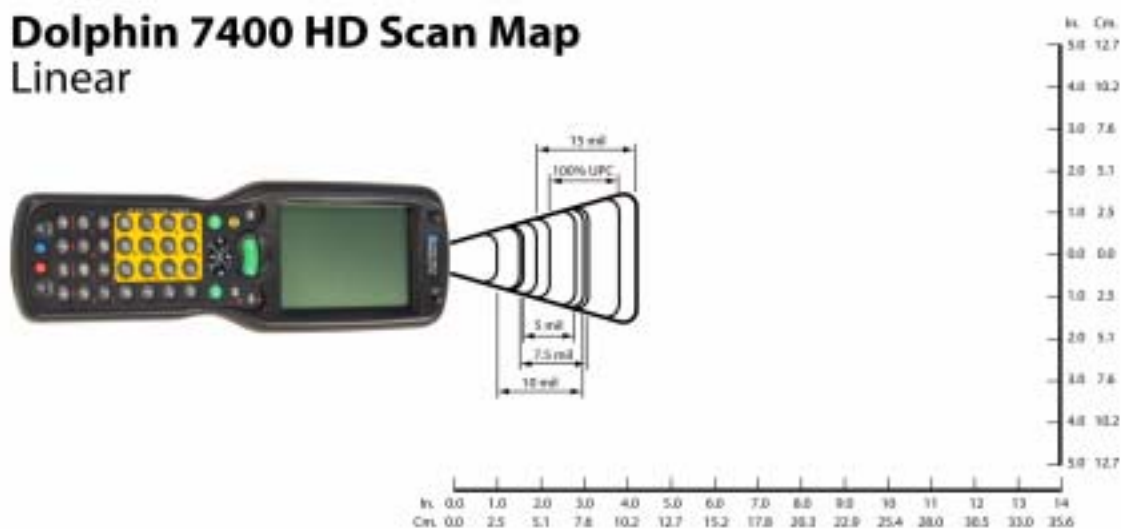 Dolphin 7400 HD Scan Map
Linear
In. Cm.
5.0 12.7
4.0 10.2
3.0 7.6
2.0 5.1
1.0 2.5
0.0 0.0
1.0 2.5
2.0 5.1
3.0 7.6
4.0 10.2
5.0 12.7
15 mil
100% UPC
5 mil
7.5 mil
10 mil
In. 0.0 1.0 2.0 3.0 4.0 5.0 6.0 7.0 8.0 9.0 10 11 12 13 14
Cm. 0.0 2.5 5.1 7.6 10.2 12.7 15.2 17.8 20.3 22.9 25.4 28.0 30.5 33.0 35.6